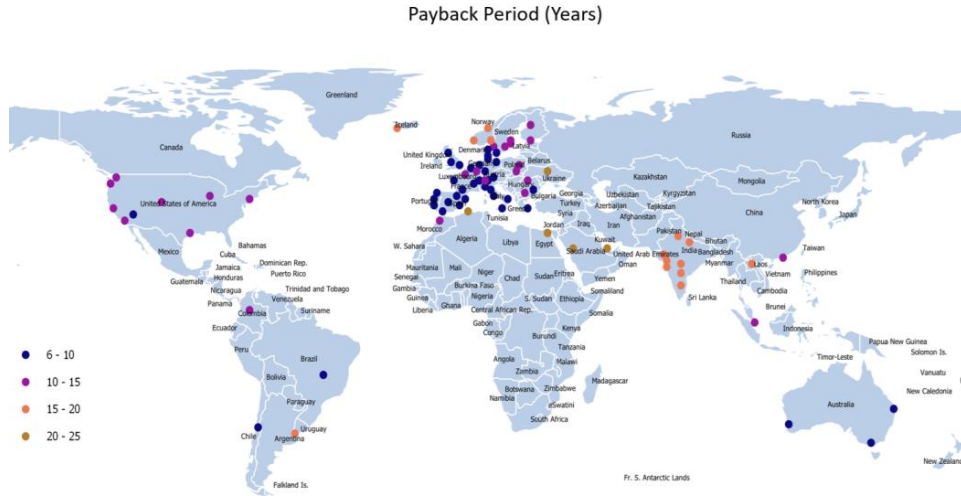 Payback Period (Years)
Greenland
Iceland
Norway
Sweden
Russia
Canada
United Kingdom
Denmark
Latvia
Ireland
Belarus
Poland
Luxembourg
Ukraine
Kazakhstan
Mongolia
Hungary
France
Portugal
Bulgaria
Georgia
Uzbekistan
Kyrgyzstan
North Korea
United States of America
Greece
Turkey
Azerbaijan
Tajikistan
Japan
Tunisia
Syria
Afghanistan
China
Morocco
Jordan
Iraq
Iran
Pakistan
Nepal
Mexico
Bahamas
Algeria
Libya
Egypt
Kuwait
Bhutan
Taiwan
Cuba
W. Sahara
Saudi Arabia
United Arab Emirates
India
Bangladesh
Dominican Rep.
Oman
Myanmar
Laos
Jamaica
Puerto Rico
Mauritania
Mali
Niger
Chad
Sudan
Eritrea
Vietnam
Philippines
Guatemala
Honduras
Senegal
Yemen
Thailand
Nicaragua
Trinidad and Tobago
Gambia
Burkina Faso
Somaliland
Cambodia
Panama
Venezuela
Guinea
Nigeria
S. Sudan
Ethiopia
Sri Lanka
Colombia
Suriname
Liberia
Ghana
Central African Rep.
Somalia
Brunei
Ecuador
Gabon
Kenya
Indonesia
Congo
Burundi
Papua New Guinea
Peru
Brazil
Tanzania
Solomon Is.
Angola
Malawi
Timor-Leste
Bolivia
Zambia
Vanuatu
Madagascar
Botswana
Zimbabwe
New Caledonia
Paraguay
Namibia
eSwatini
Australia
South Africa
Uruguay
Chile
Argentina
New Zealand
Fr. S. Antarctic Lands
Falkland Is.
6 - 10
10 - 15
15 - 20
20 - 25